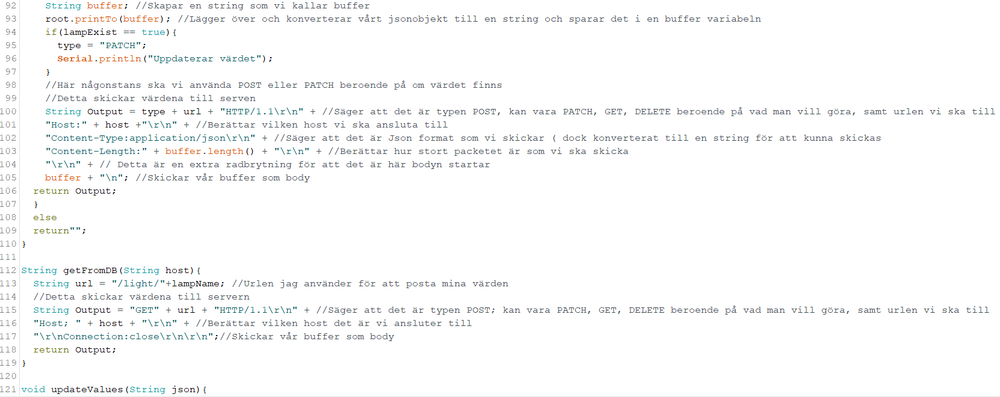 92 String buffer; //Skapar en string som vi kallar buffer
93 root.printTo(buffer); //Lägger över och konverterar vårt jsonobjekt till en string och sparar det i en buffer variabeln
94 if(lampExist == true){
95 type = "PATCH";
96 Serial.println("Uppdaterar värdet");
97 }
98 //Här någonstans ska vi använda POST eller PATCH beroende på om värdet finns
99 //Detta skickar värdena till serven
100 String Output = type + url + "HTTP/1.1\r\n" + //Säger att det är typen POST, kan vara PATCH, GET, DELETE beroende på vad man vill göra, samt urlen vi ska till
101 "Host:" + host +"\r\n" + //Berättar vilken host vi ska ansluta till
102 "Content-Type:application/json\r\n" + //Säger att det är Json format som vi skickar ( dock konverterat till en string för att kunna skickas
103 "Content-Length:" + buffer.length() + "\r\n" + //Berättar hur stort packetet är som vi ska skicka
104 "\r\n" + // Detta är en extra radbrytning för att det är här bodyn startar
105 buffer + "\n"; //Skickar vår buffer som body
106 return Output;
107 }
108 else
109 return"";
110 }
111
112 String getFromDB(String host){
113 String url = "/light/"+lampName; //Urlen jag använder för att posta mina värden
114 //Detta skickar värdena till servern
115 String Output = "GET" + url + "HTTP/1.1\r\n" + //Säger att det är typen POST; kan vara PATCH, GET, DELETE beroende på vad man vill göra, samt urlen vi ska till
116 "Host; " + host + "\r\n" + //Berättar vilken host det är vi ansluter till
117 "\r\nConnection:close\r\n\r\n";//Skickar vår buffer som body
118 return Output;
119 }
120
121 void updateValues(String json){